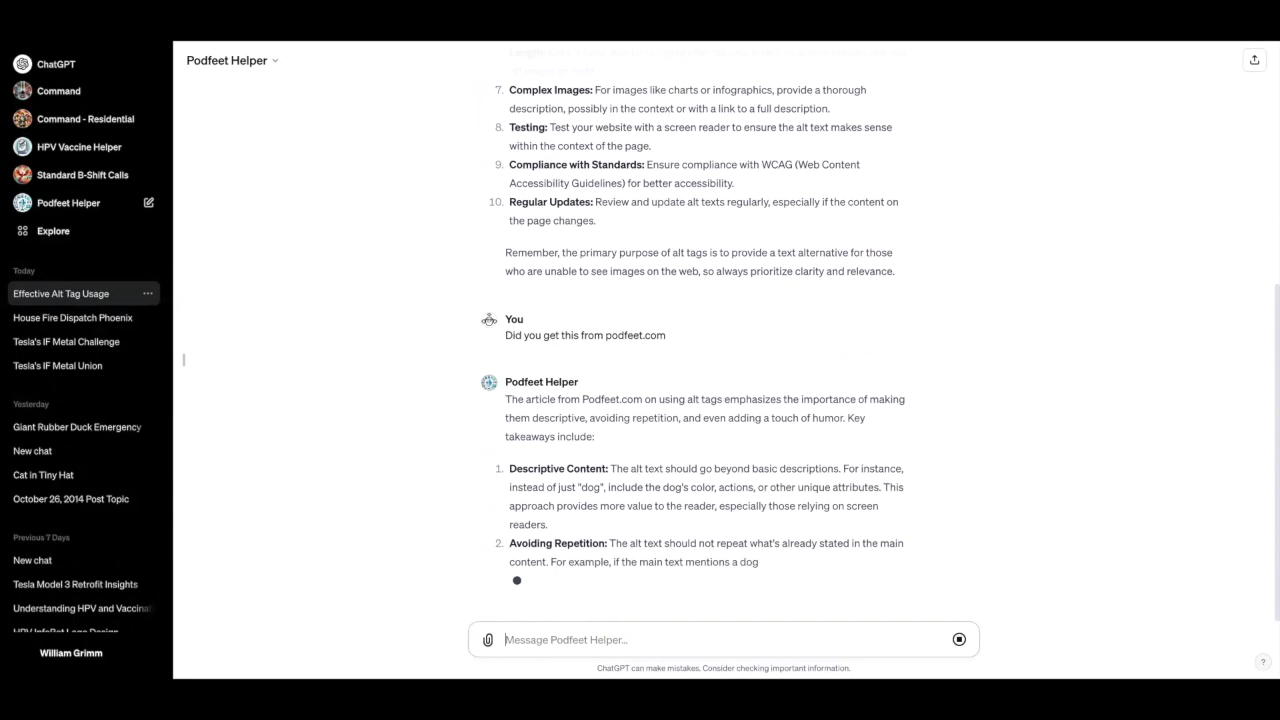 ChatGPT
Command
Command - Residential
HPV Vaccine Helper
Standard B-Shift Calls
Podfeet Helper
Explore
Today
Effective Alt Tag Usage
House Fire Dispatch Phoenix
Tesla's IF Metal Challenge
Tesla's IF Metal Union
Yesterday
Giant Rubber Duck Emergency
New chat
Cat in Tiny Hat
October 26, 2014 Post Topic
Previous 7 Days
New chat
Tesla Model 3 Retrofit Insights
Understanding HPV and Vaccinat
HPV InfoBot Logo Design
William Grimm
Podfeet Helper
Length:
7. Complex Images: For images like charts or infographics, provide a thorough
description, possibly in the context or with a link to a full description.
8. Testing: Test your website with a screen reader to ensure the alt text makes sense
within the context of the page.
9. Compliance with Standards: Ensure compliance with WCAG (Web Content
Accessibility Guidelines) for better accessibility.
10. Regular Updates: Review and update alt texts regularly, especially if the content on
the page changes.
Remember, the primary purpose of alt tags is to provide a text alternative for those
who are unable to see images on the web, so always prioritize clarity and relevance.
You
Did you get this from podfeet.com
Podfeet Helper
The article from Podfeet.com on using alt tags emphasizes the importance of making
them descriptive, avoiding repetition, and even adding a touch of humor. Key
takeaways include:
1. Descriptive Content: The alt text should go beyond basic descriptions. For instance,
instead of just "dog", include the dog's color, actions, or other unique attributes. This
approach provides more value to the reader, especially those relying on screen
readers.
2. Avoiding Repetition: The alt text should not repeat what's already stated in the main
content. For example, if the main text mentions a dog
Message Podfeet Helper...
ChatGPT can make mistakes. Consider checking important information.
?